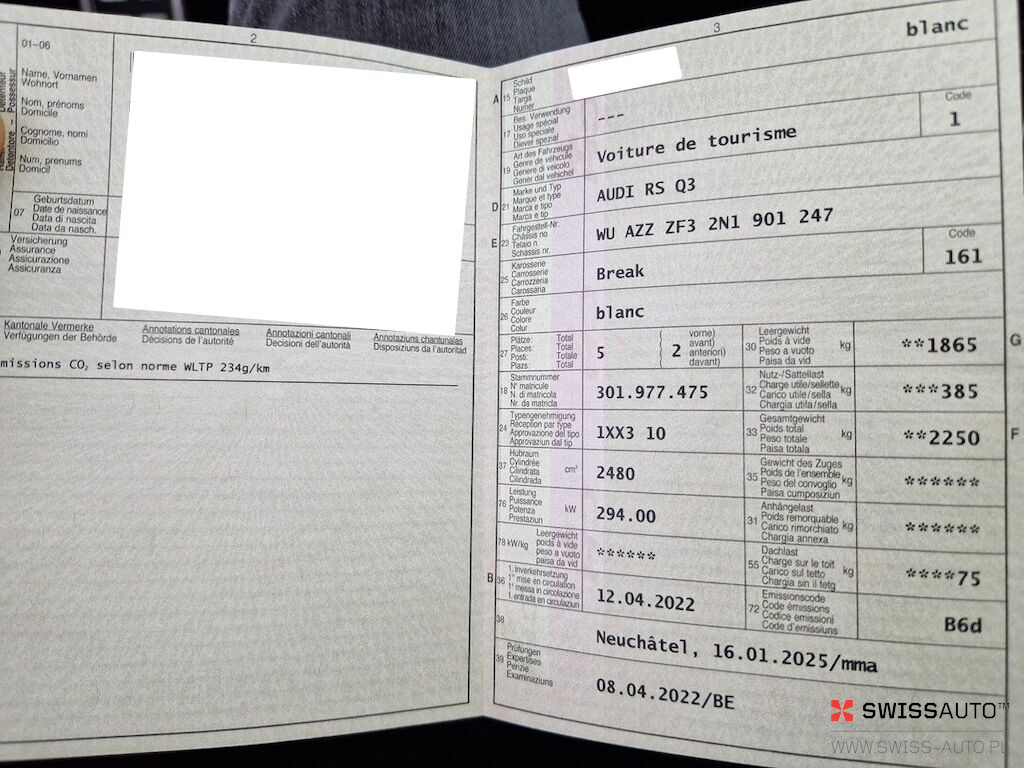 2
01-06
Name, Vornamen
Wohnort
Nom, prénoms
Domicile
Cognome, nomi
Domicilio
Num, prenums
Domicil
Detentore - Possessur
07
Geburtsdatum
Date de naissance
Data di nascita
Data da nasch.
Versicherung
Assurance
Assicurazione
Assicuranza
Kantonale Vermerke
Verfügungen der Behörde
Annotations cantonales
Décisions de l'autorité
Annotazioni cantonali
Decisioni dell'autorità
Annotaziuns chantunalas
Disposiziuns da l'autoritad
missions CO₂ selon norme WLTP 234g/km
3
blanc
A 15
Schild
Plaque
Targa
Numer
17
Bes. Verwendung
Usage spécial
Uso speciale
Diever spezial
---
19
Art des Fahrzeugs
Genre de véhicule
Genere di veicolo
Gener dal vehichel
Voiture de tourisme
Code
1
D 21
Marke und Typ
Marque et type
Marca e tipo
Marca e tip
AUDI RS Q3
E 23
Fahrgestell-Nr.
Châssis no
Telaio n.
Schassis nr.
WU AZZ ZF3 2N1 901 247
25
Karosserie
Carrosserie
Carrozzeria
Carossaria
Break
Code
161
26
Farbe
Couleur
Colore
Colur
blanc
27
Plätze: Total
Places: Total
Posti: Totale
Plazs: Total
5
( 2
vorne)
avant)
anteriori)
davant)
30
Leergewicht
Poids à vide
Peso a vuoto
Paisa da vid
kg
**1865
G
18
Stammnummer
N° matricule
N. di matricola
Nr. da matricla
301.977.475
32
Nutz-/Sattellast
Charge utile/sellette
Carico utile/sella
Chargia utila/sella
kg
***385
24
Typengenehmigung
Réception par type
Approvazione del tipo
Approvaziun dal tip
1XX3 10
33
Gesamtgewicht
Poids total
Peso totale
Paisa totala
kg
**2250
F
37
Hubraum
Cylindrée
Cilindrata
Cilindrada
cm³
2480
35
Gewicht des Zuges
Poids de l'ensemble
Peso del convoglio
Paisa cumposiziun
kg
******
76
Leistung
Puissance
Potenza
Prestaziun
kW
294.00
31
Anhängelast
Poids remorquable
Carico rimorchiato
Chargia annexa
kg
******
78 kW/kg
Leergewicht
poids à vide
peso a vuoto
paisa da vid
******
55
Dachlast
Charge sur le toit
Carico sul tetto
Chargia sin il tetg
kg
****75
B 36
1. Inverkehrsetzung
1re mise en circulation
1a messa in circolazione
1. entrada en circulaziun
12.04.2022
72
Emissionscode
Code émissions
Codice emissioni
Code d'emissiuns
B6d
38
Neuchâtel, 16.01.2025/mma
39
Prüfungen
Expertises
Perizie
Examinaziuns
08.04.2022/BE
SWISSAUTO™
WWW.SWISS-AUTO.PL